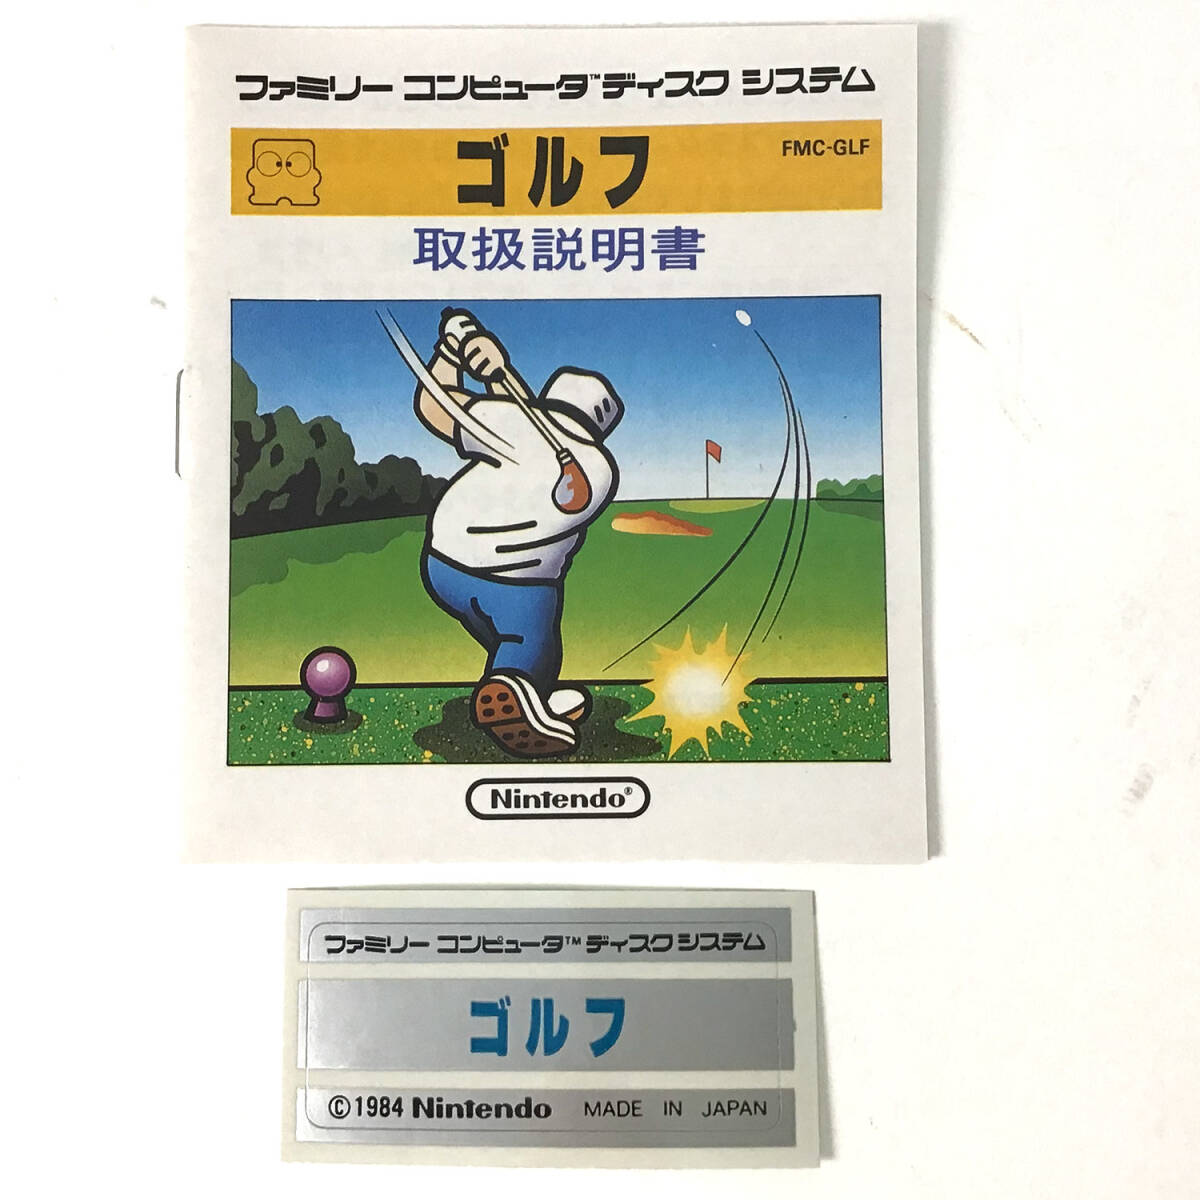 ファミリー コンピュータ™ ディスク システム
ゴルフ
FMC-GLF
取扱説明書
Nintendo®
ファミリー コンピュータ™ ディスク システム
ゴルフ
©1984 Nintendo MADE IN JAPAN